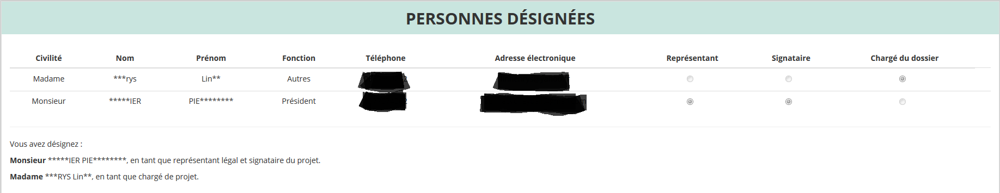 PERSONNES DÉSIGNÉES
Civilité Nom Prénom Fonction Téléphone Adresse électronique Représentant Signataire Chargé du dossier
Madame ***rys Lin** Autres
Monsieur *****IER PIE******** Président
Vous avez désignez :
Monsieur *****IER PIE********, en tant que représentant légal et signataire du projet.
Madame ***RYS Lin**, en tant que chargé de projet.